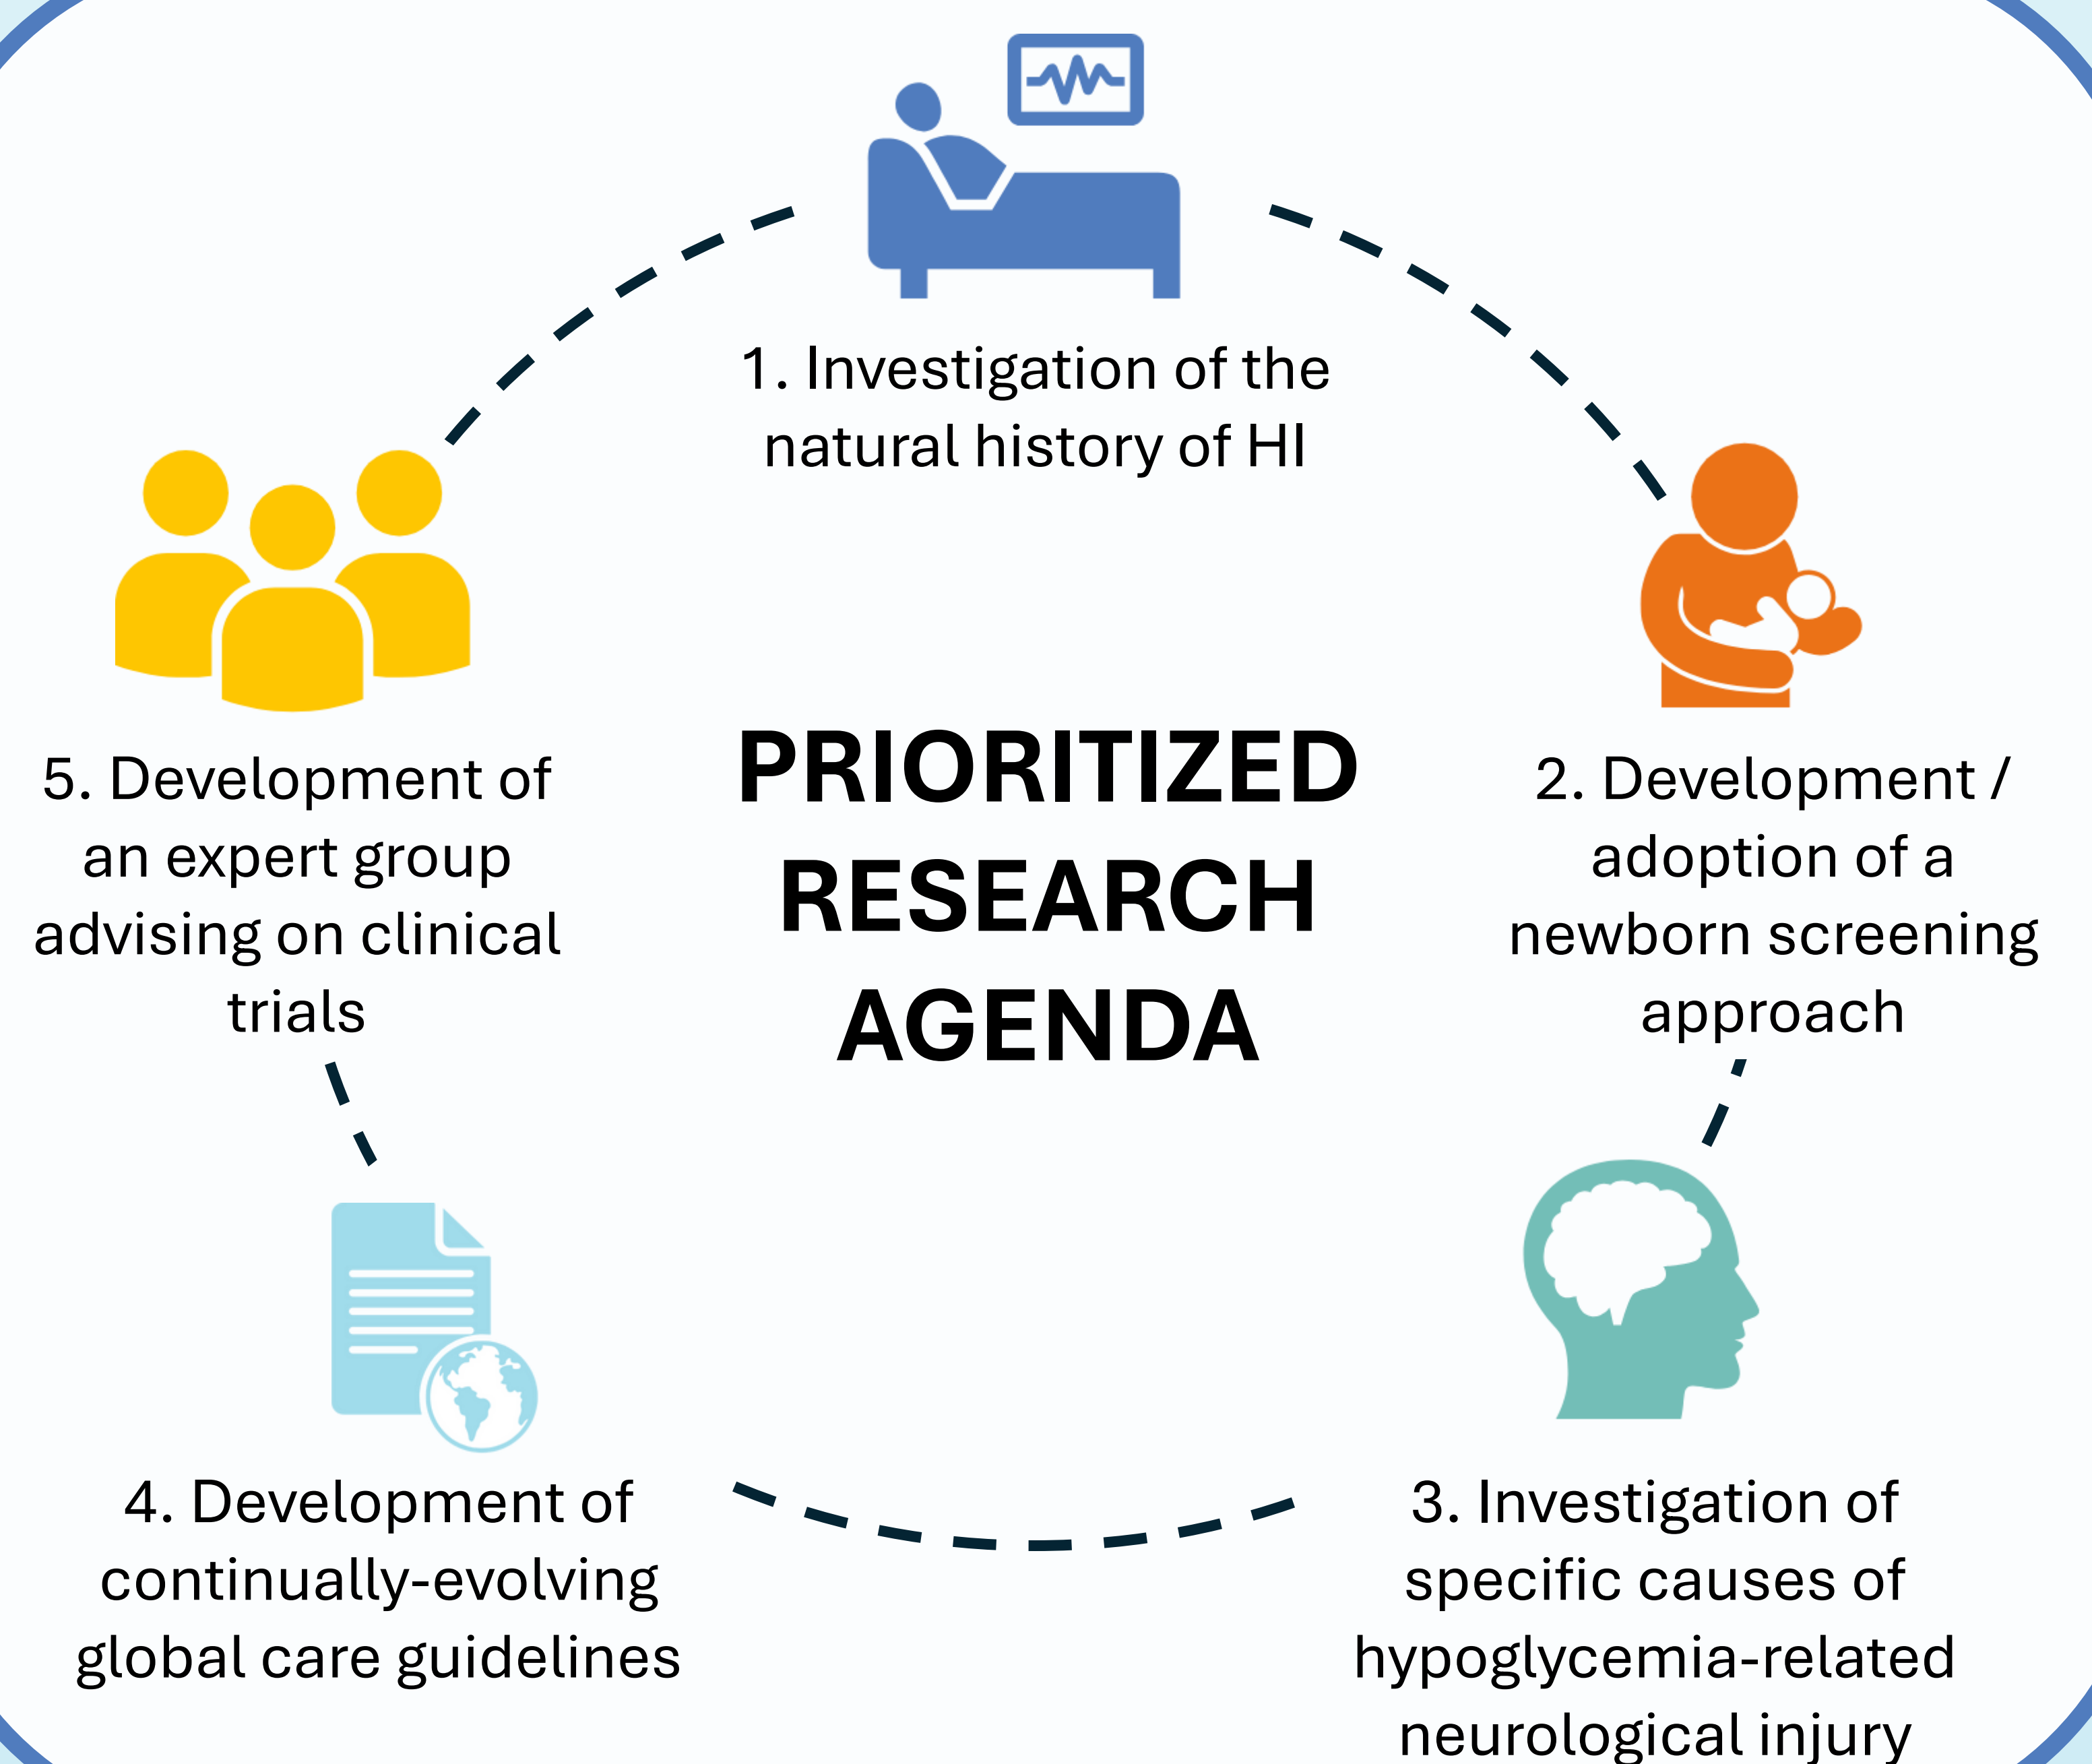 1. Investigation of the
natural history of HI
PRIORITIZED
RESEARCH
AGENDA
2. Development /
adoption of a
newborn screening
approach
3. Investigation of
specific causes of
hypoglycemia-related
neurological injury
4. Development of
continually-evolving
global care guidelines
5. Development of
an expert group
advising on clinical
trials